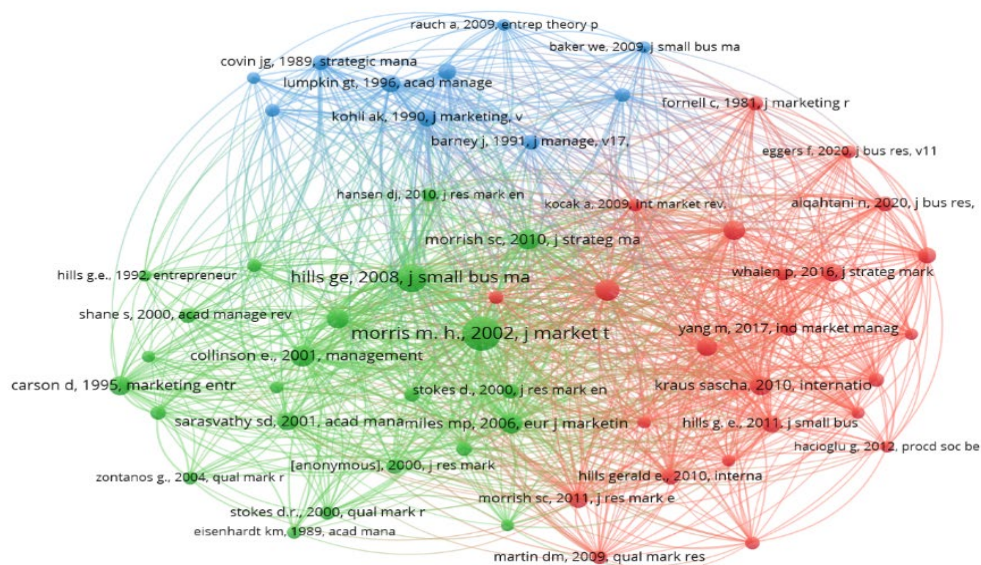 rauch a, 2009, entrep theory p
baker we, 2009, j small bus ma
covin jg, 1989, strategic mana
lumpkin gt, 1996, acad manage
fornell c, 1981, j marketing r
kohli ak, 1990, j marketing, v
barney j, 1991, j manage, v17,
eggers f, 2020, j bus res, v11
hansen dj, 2010, j res mark en
kocak a, 2009, int market rev,
alqahtani n, 2020, j bus res,
morrish sc, 2010, j strateg ma
hills g.e., 1992, entrepreneur
hills ge, 2008, j small bus ma
whalen p, 2016, j strateg mark
shane s, 2000, acad manage rev
morris m. h., 2002, j market t
yang m, 2017, ind market manag
collinson e., 2001, management
carson d, 1995, marketing entr
stokes d., 2000, j res mark en
kraus sascha, 2010, internatio
sarasvathy sd, 2001, acad mana
miles mp, 2006, eur j marketin
hills g. e., 2011, j small bus
hacioglu g, 2012, procd soc be
[anonymous], 2000, j res mark
zontanos g., 2004, qual mark r
hills gerald e., 2010, interna
morrish sc, 2011, j res mark e
stokes d.r., 2000, qual mark r
eisenhardt km, 1989, acad mana
martin dm, 2009, qual mark res